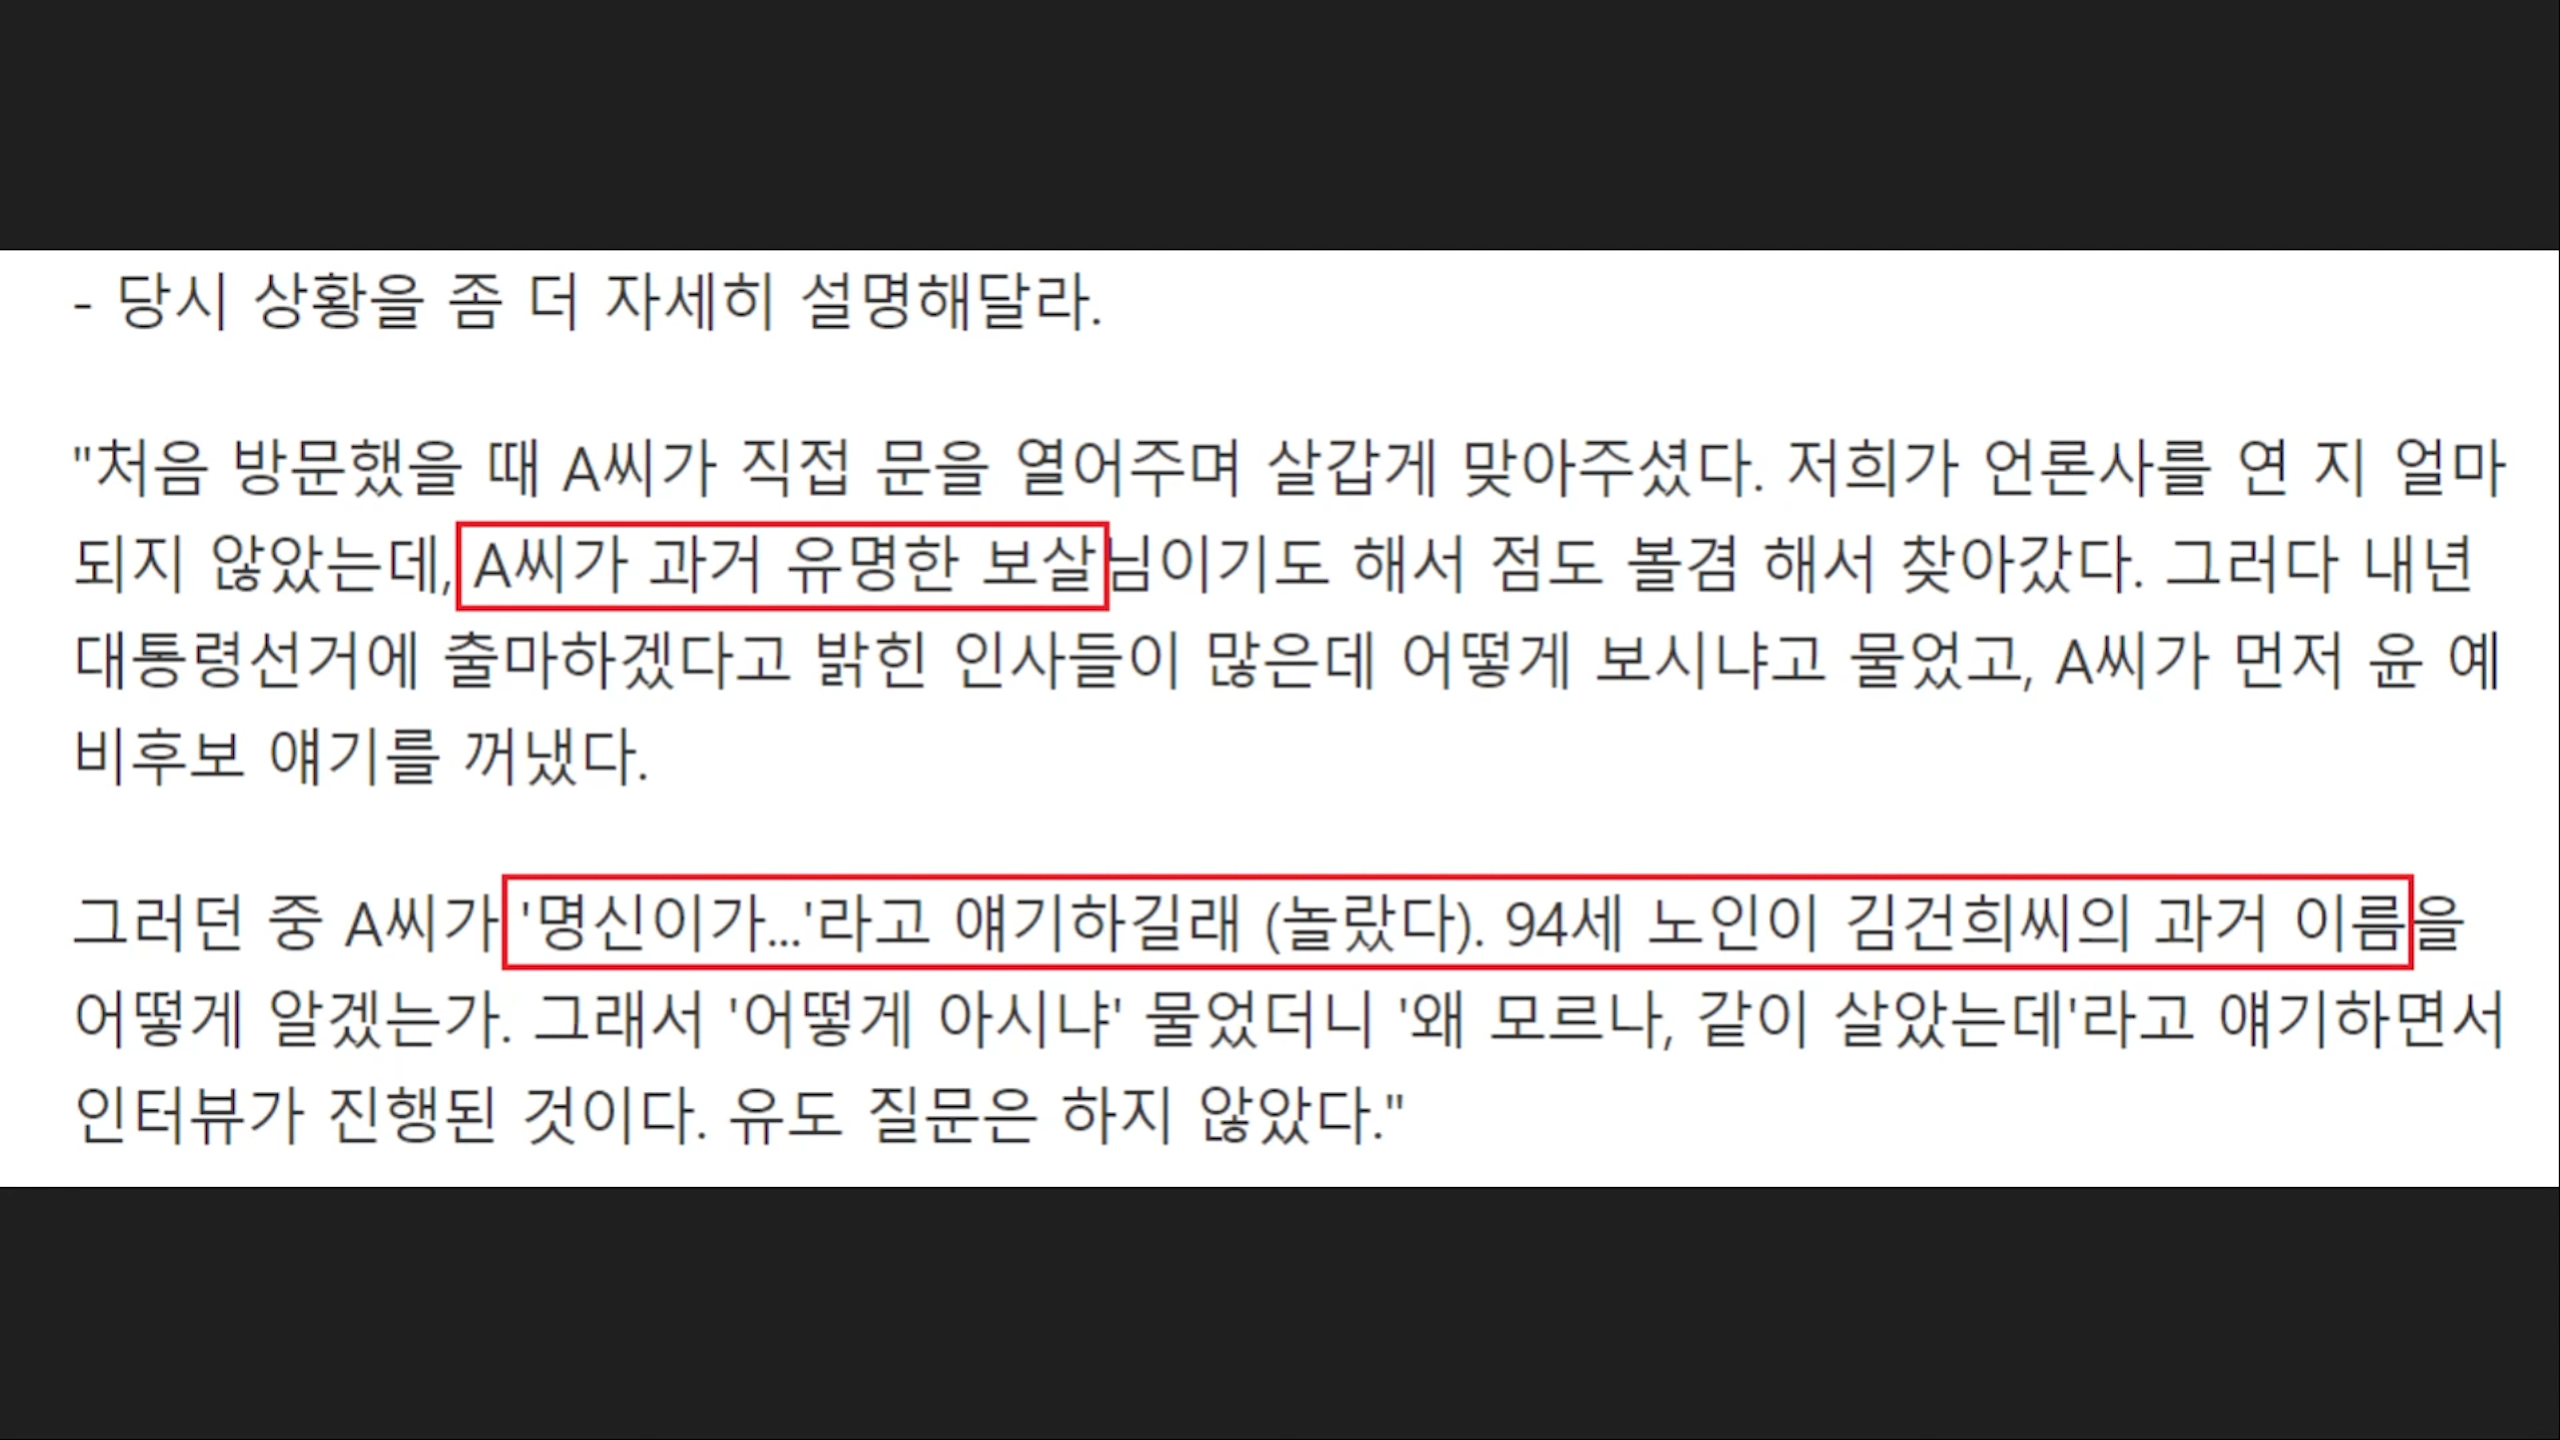 - 당시 상황을 좀 더 자세히 설명해달라.
"처음 방문했을 때 A씨가 직접 문을 열어주며 살갑게 맞아주셨다. 저희가 언론사를 연 지 얼마
되지 않았는데, A씨가 과거 유명한 보살님이기도 해서 점도 볼겸 해서 찾아갔다. 그러다 내년
대통령선거에 출마하겠다고 밝힌 인사들이 많은데 어떻게 보시냐고 물었고, A씨가 먼저 윤 예
비후보 얘기를 꺼냈다.
그러던 중 A씨가 '명신이가...'라고 얘기하길래 (놀랐다). 94세 노인이 김건희씨의 과거 이름을
어떻게 알겠는가. 그래서 '어떻게 아시냐' 물었더니 '왜 모르나, 같이 살았는데'라고 얘기하면서
인터뷰가 진행된 것이다. 유도 질문은 하지 않았다."